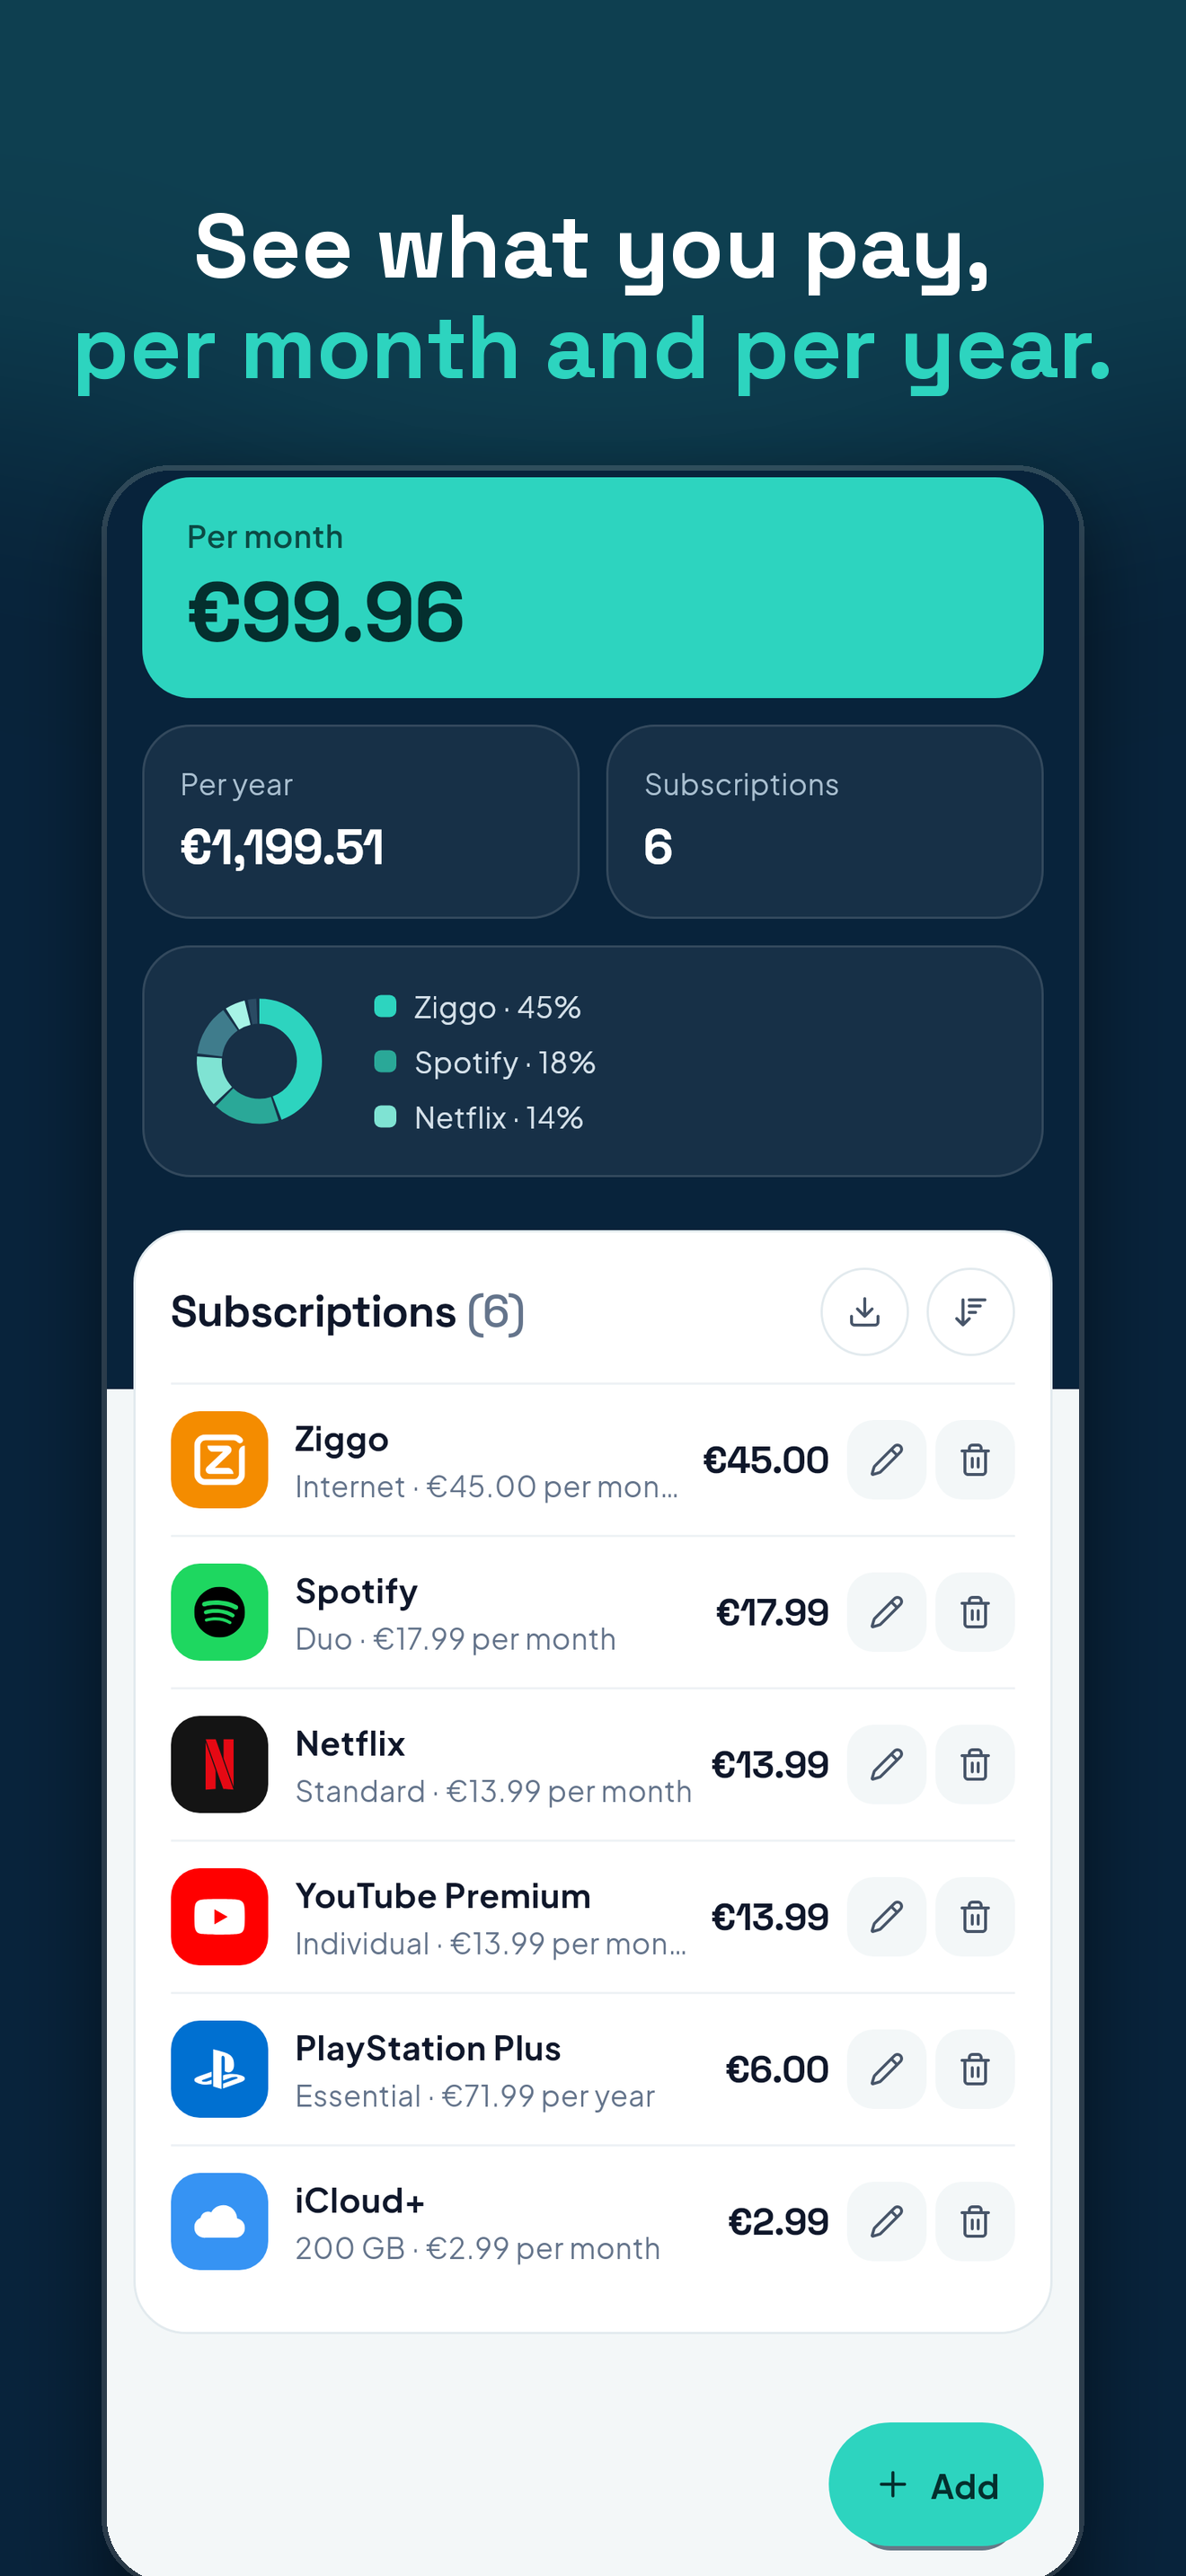 See what you pay,
per month and per year.
Per month
€99.96
Per year
€1,199.51
Subscriptions
6
Ziggo · 45%
Spotify · 18%
Netflix · 14%
Subscriptions (6)
Ziggo
Internet · €45.00 per mon...
€45.00
Spotify
Duo · €17.99 per month
€17.99
Netflix
Standard · €13.99 per month
€13.99
YouTube Premium
Individual · €13.99 per mon...
€13.99
PlayStation Plus
Essential · €71.99 per year
€6.00
iCloud+
200 GB · €2.99 per month
€2.99
+ Add